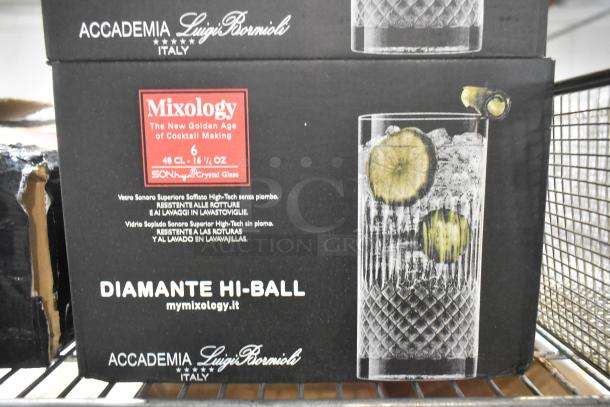 ACCADEMIA Luigi Bormioli
ITALY
Mixology
The New Golden Age
of Cocktail Making
6
48 CL - 16 ¼ OZ
SON.hyx Crystal Glass
Vetro Sonoro Superiore Soffiato High-Tech senza piombo.
RESISTENTE ALLE ROTTURE
E AI LAVAGGI IN LAVASTOVIGLIE.
Vidrio Soplado Sonoro Superior High-Tech sin plomo.
RESISTENTE A LAS ROTURAS
Y AL LAVADO EN LAVAVAJILLAS.
AUCTION GR
DIAMANTE HI-BALL
mymixology.it
ACCADEMIA Luigi Bormioli
ITALY